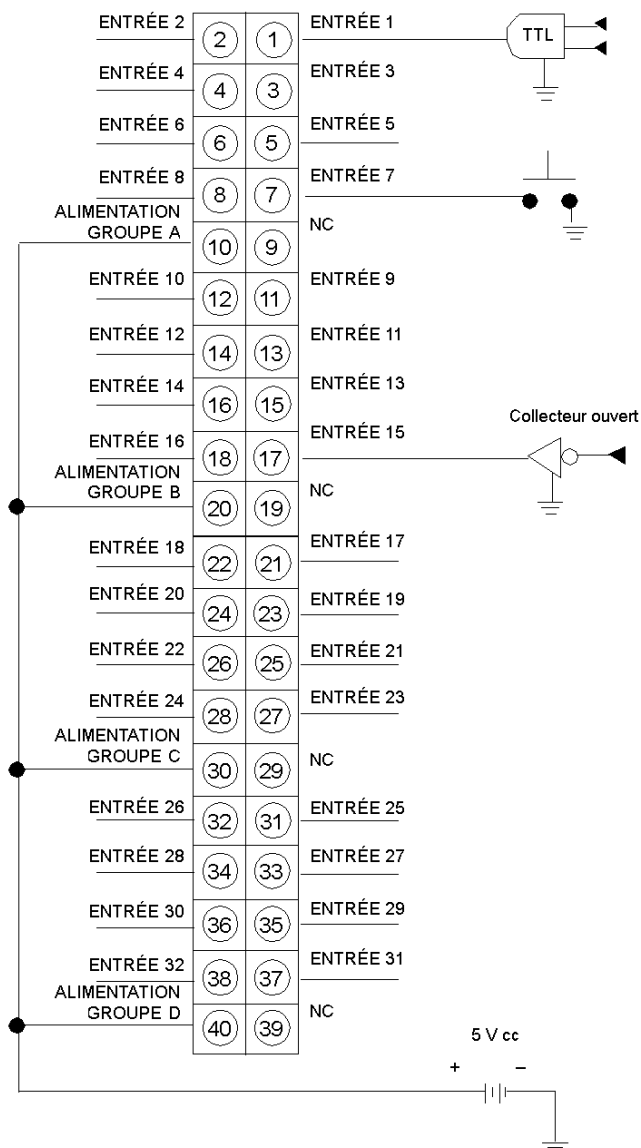 ENTRÉE 2 2 1 ENTRÉE 1 TTL
ENTRÉE 4 4 3 ENTRÉE 3
ENTRÉE 6 6 5 ENTRÉE 5
ENTRÉE 8 8 7 ENTRÉE 7
ALIMENTATION
GROUPE A 10 9 NC
ENTRÉE 10 12 11 ENTRÉE 9
ENTRÉE 12 14 13 ENTRÉE 11
ENTRÉE 14 16 15 ENTRÉE 13
Collecteur ouvert
ENTRÉE 16 18 17 ENTRÉE 15
ALIMENTATION
GROUPE B 20 19 NC
ENTRÉE 18 22 21 ENTRÉE 17
ENTRÉE 20 24 23 ENTRÉE 19
ENTRÉE 22 26 25 ENTRÉE 21
ENTRÉE 24 28 27 ENTRÉE 23
ALIMENTATION
GROUPE C 30 29 NC
ENTRÉE 26 32 31 ENTRÉE 25
ENTRÉE 28 34 33 ENTRÉE 27
ENTRÉE 30 36 35 ENTRÉE 29
ENTRÉE 32 38 37 ENTRÉE 31
ALIMENTATION
GROUPE D 40 39 NC
5 V cc
+ −